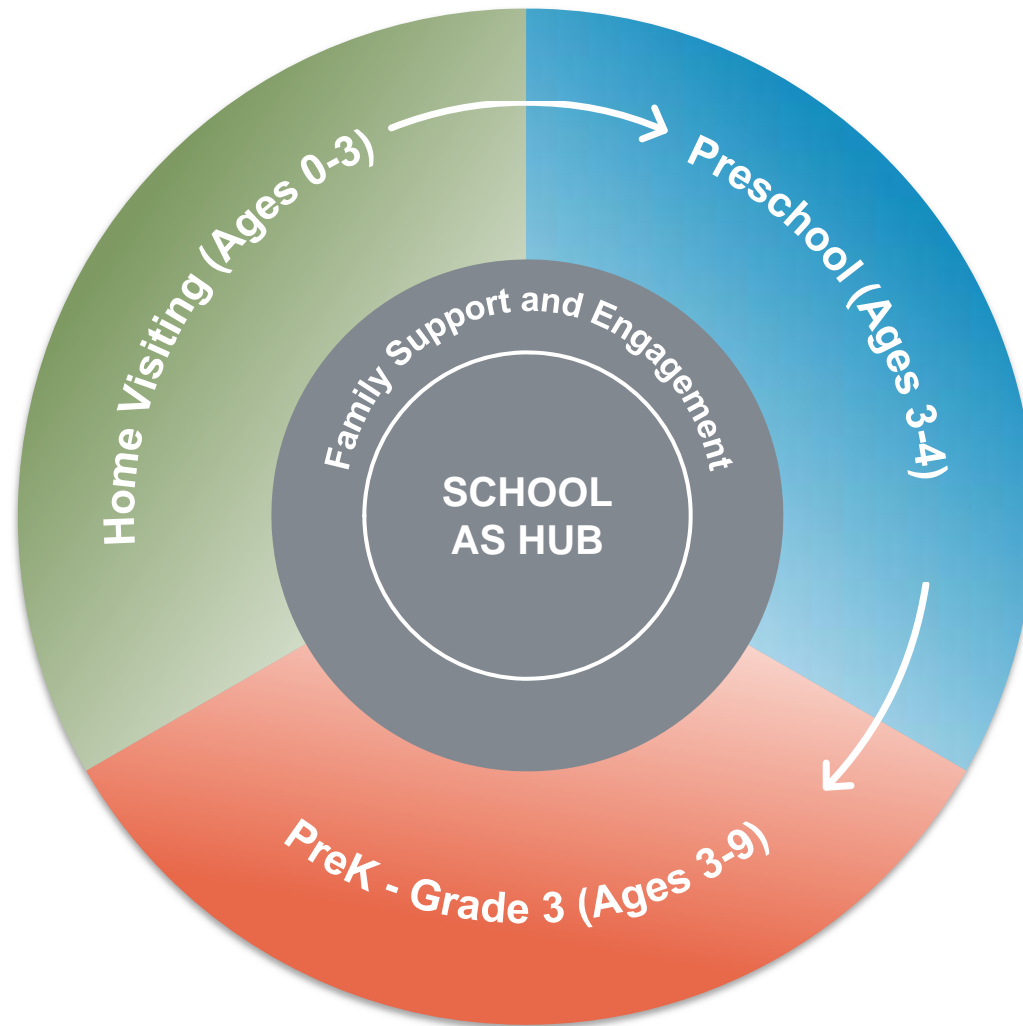 Home Visiting (Ages 0-3)
Preschool (Ages 3-4)
PreK - Grade 3 (Ages 3-9)
Family Support and Engagement
SCHOOL
AS HUB